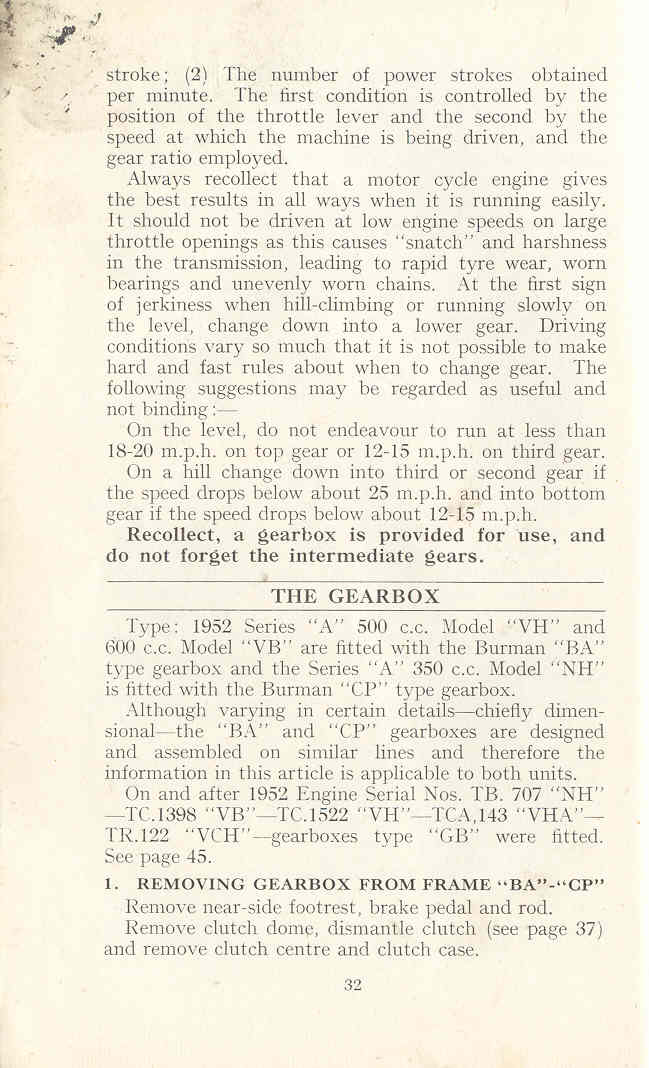 stroke; (2) The number of power strokes obtained
per minute. The first condition is controlled by the
position of the throttle lever and the second by the
speed at which the machine is being driven, and the
gear ratio employed.
Always recollect that a motor cycle engine gives
the best results in all ways when it is running easily.
It should not be driven at low engine speeds on large
throttle openings as this causes "snatch" and harshness
in the transmission, leading to rapid tyre wear, worn
bearings and unevenly worn chains. At the first sign
of jerkiness when hill-climbing or running slowly on
the level, change down into a lower gear. Driving
conditions vary so much that it is not possible to make
hard and fast rules about when to change gear. The
following suggestions may be regarded as useful and
not binding:—
On the level, do not endeavour to run at less than
18-20 m.p.h. on top gear or 12-15 m.p.h. on third gear.
On a hill change down into third or second gear if
the speed drops below about 25 m.p.h. and into bottom
gear if the speed drops below about 12-15 m.p.h.
Recollect, a gearbox is provided for use, and
do not forget the intermediate gears.
THE GEARBOX
Type: 1952 Series "A" 500 c.c. Model "VH" and
600 c.c. Model "VB" are fitted with the Burman "BA"
type gearbox and the Series "A" 350 c.c. Model "NH"
is fitted with the Burman "CP" type gearbox.
Although varying in certain details—chiefly dimen-
sional—the "BA" and "CP" gearboxes are designed
and assembled on similar lines and therefore the
information in this article is applicable to both units.
On and after 1952 Engine Serial Nos. TB. 707 "NH"
—TC.1398 "VB"—TC.1522 "VH"—TCA,143 "VHA"—
TR.122 "VCH"—gearboxes type "GB" were fitted.
See page 45.
1. REMOVING GEARBOX FROM FRAME "BA"-"CP"
Remove near-side footrest, brake pedal and rod.
Remove clutch dome, dismantle clutch (see page 37)
and remove clutch centre and clutch case.
32